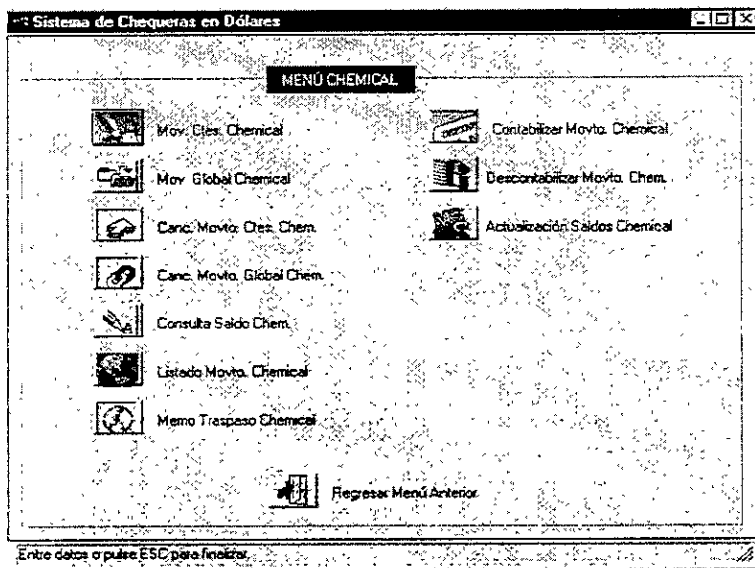 Sistema de Chequeras en Dólares
MENÚ CHEMICAL
Mov. Ctes. Chemical
Mov. Global Chemical
Canc. Movto. Ctes. Chem.
Canc. Movto. Global Chem.
Consulta Saldo Chem.
Listado Movto. Chemical
Memo Traspaso Chemical
Contabilizar Movto. Chemical
Descontabilizar Movto. Chem.
Actualización Saldos Chemical
Regresar Menú Anterior
Entre datos o pulse ESC para finalizar.